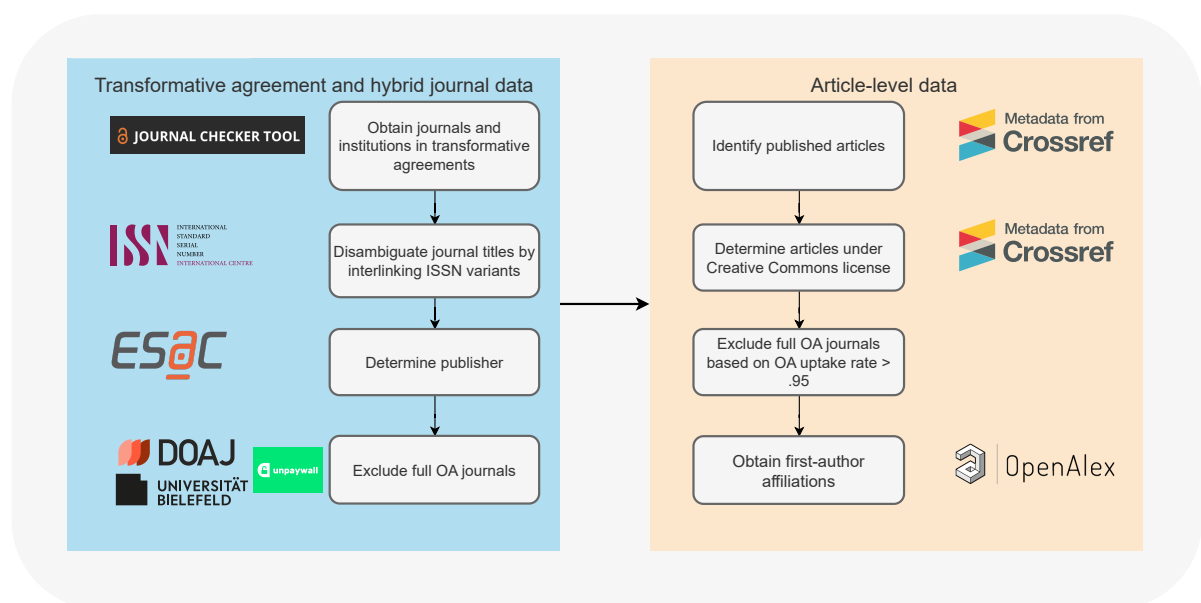 Transformative agreement and hybrid journal data
JOURNAL CHECKER TOOL
Obtain journals and
institutions in transformative
agreements
ISSN
INTERNATIONAL
STANDARD
SERIAL
NUMBER
INTERNATIONAL CENTRE
Disambiguate journal titles by
interlinking ISSN variants
ESAC
Determine publisher
DOAJ
UNIVERSITÄT
BIELEFELD
unpaywall
Exclude full OA journals
Article-level data
Identify published articles
Metadata from
Crossref
Determine articles under
Creative Commons license
Metadata from
Crossref
Exclude full OA journals
based on OA uptake rate >
.95
Obtain first-author
affiliations
OpenAlex